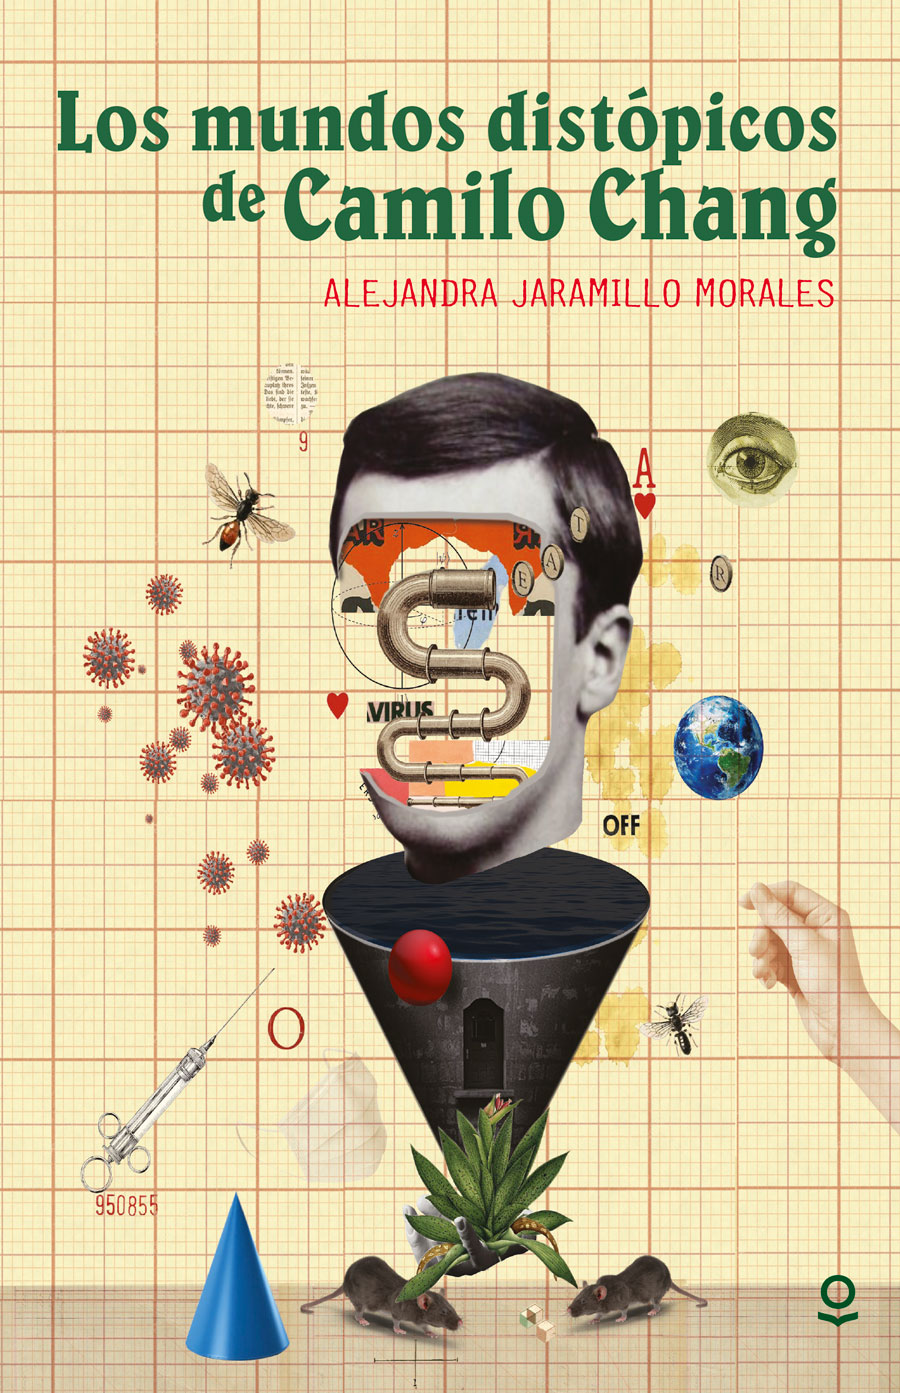 Los mundos distópicos
de Camilo Chang
ALEJANDRA JARAMILLO MORALES
9
A
T
A
E
R
VIRUS
OFF
O
950855